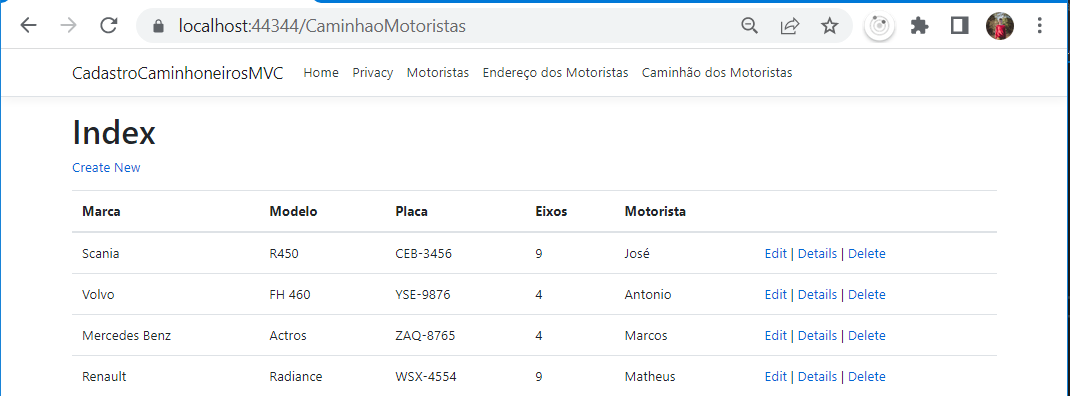 localhost:44344/CaminhaoMotoristas
CadastroCaminhoneirosMVC Home Privacy Motoristas Endereço dos Motoristas Caminhão dos Motoristas
Index
Create New
Marca Modelo Placa Eixos Motorista
Scania R450 CEB-3456 9 José Edit | Details | Delete
Volvo FH 460 YSE-9876 4 Antonio Edit | Details | Delete
Mercedes Benz Actros ZAQ-8765 4 Marcos Edit | Details | Delete
Renault Radiance WSX-4554 9 Matheus Edit | Details | Delete